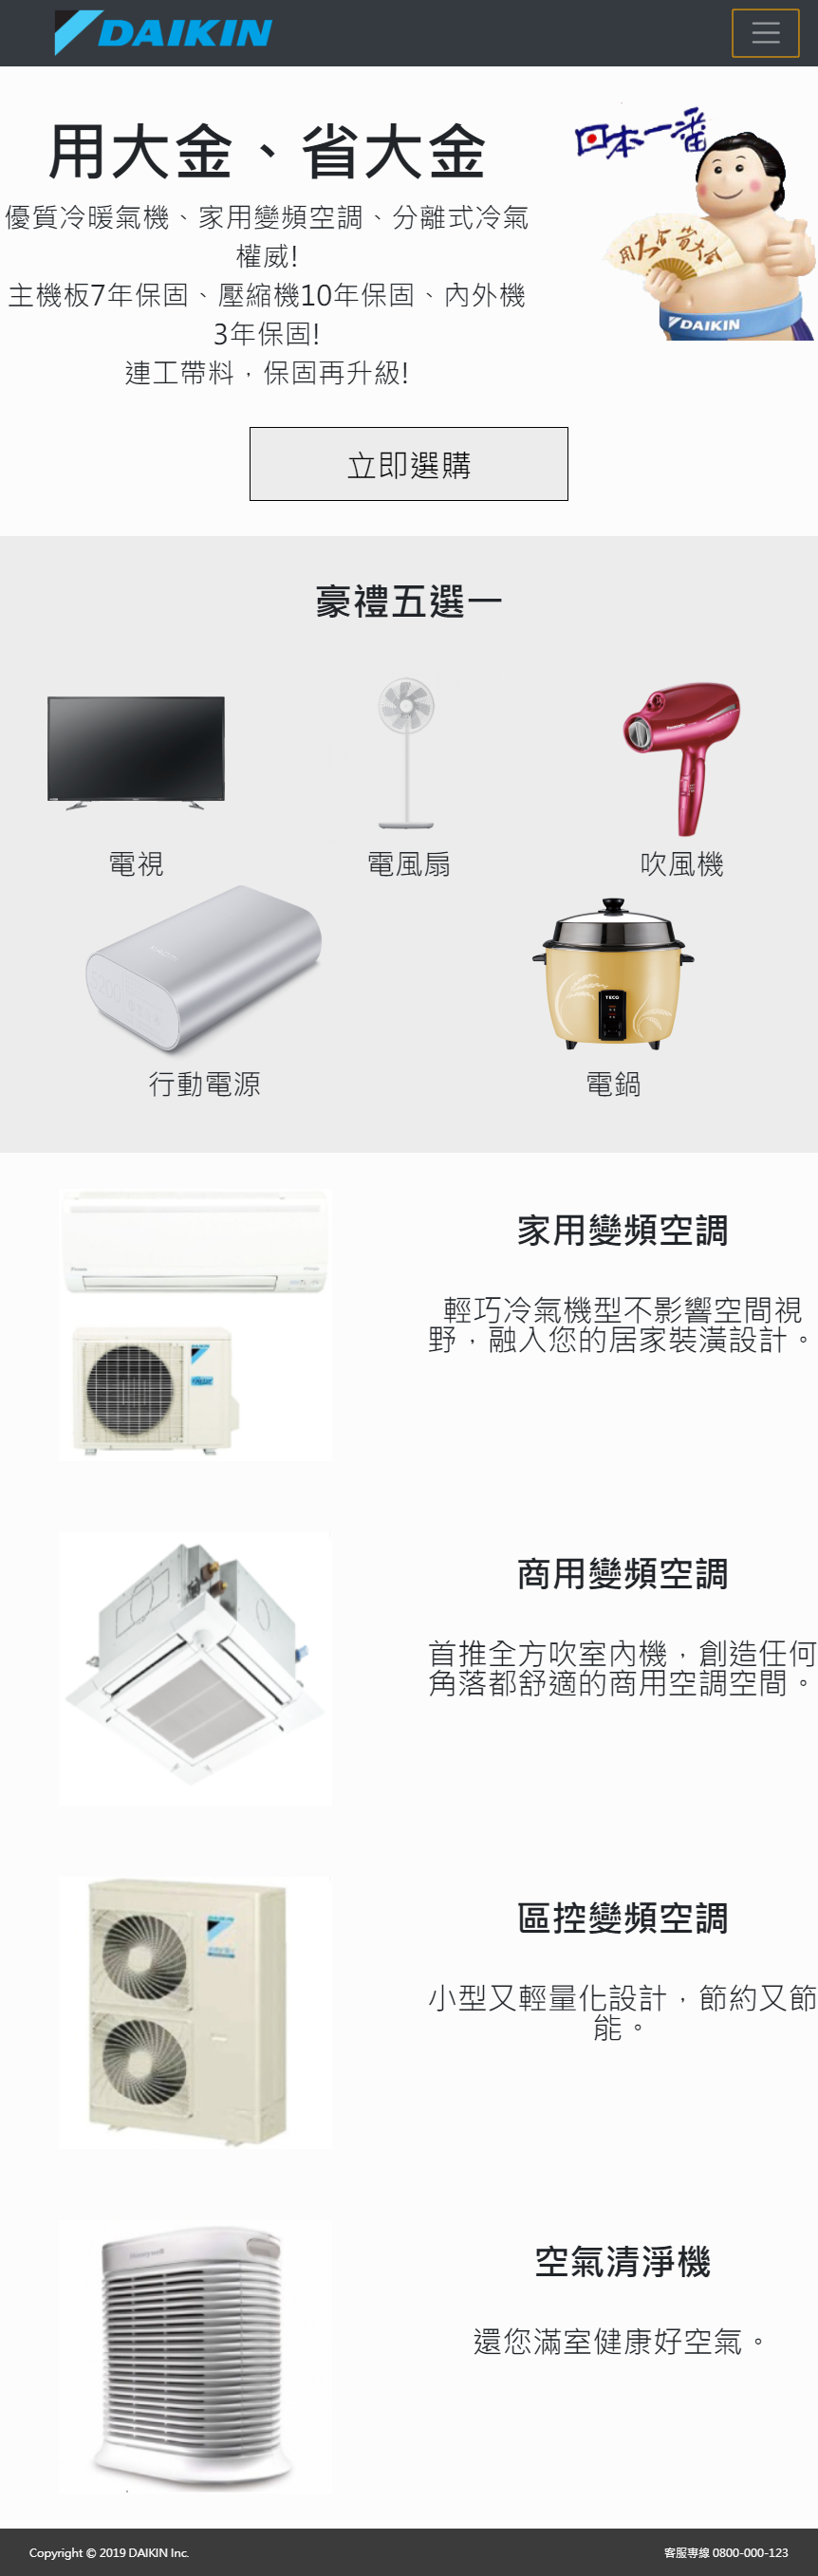 DAIKIN
用大金、省大金
日本一番
優質冷暖氣機、家用變頻空調、分離式冷氣
權威!
主機板7年保固、壓縮機10年保固、內外機
3年保固!
連工帶料，保固再升級!
用大金省大金
DAIKIN
立即選購
豪禮五選一
電視
電風扇
吹風機
TECO
行動電源
電鍋
家用變頻空調
輕巧冷氣機型不影響空間視
野，融入您的居家裝潢設計。
商用變頻空調
首推全方吹室內機，創造任何
角落都舒適的商用空調空間。
區控變頻空調
小型又輕量化設計，節約又節
能。
空氣清淨機
還您滿室健康好空氣。
Copyright © 2019 DAIKIN Inc.
客服專線 0800-000-123